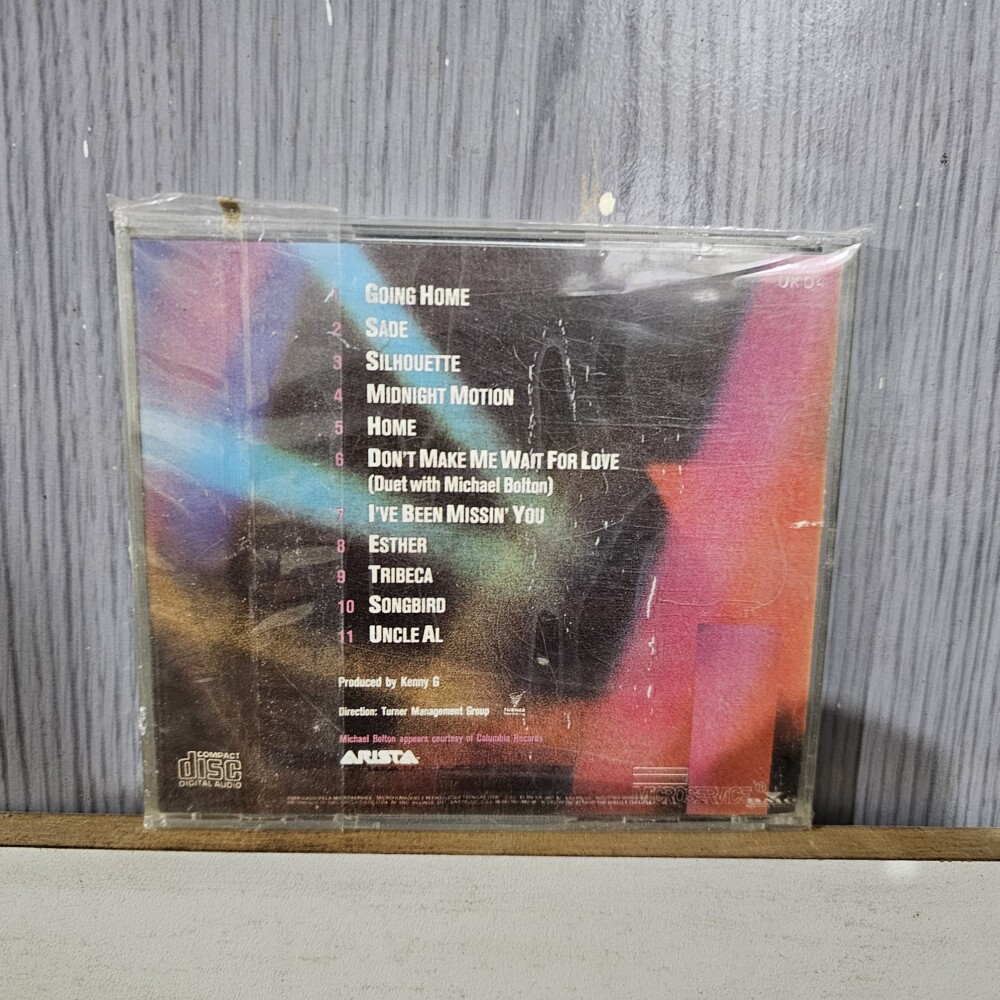 UK04
1 GOING HOME
2 SADE
3 SILHOUETTE
4 MIDNIGHT MOTION
5 HOME
6 DON'T MAKE ME WAIT FOR LOVE
(Duet with Michael Bolton)
7 I'VE BEEN MISSIN' YOU
8 ESTHER
9 TRIBECA
10 SONGBIRD
11 UNCLE AL
Produced by Kenny G
Direction: Turner Management Group
TURNER
Michael Bolton appears courtesy of Columbia Records
ARISTA
COMPACT
disc
DIGITAL AUDIO
MICROSERVICE